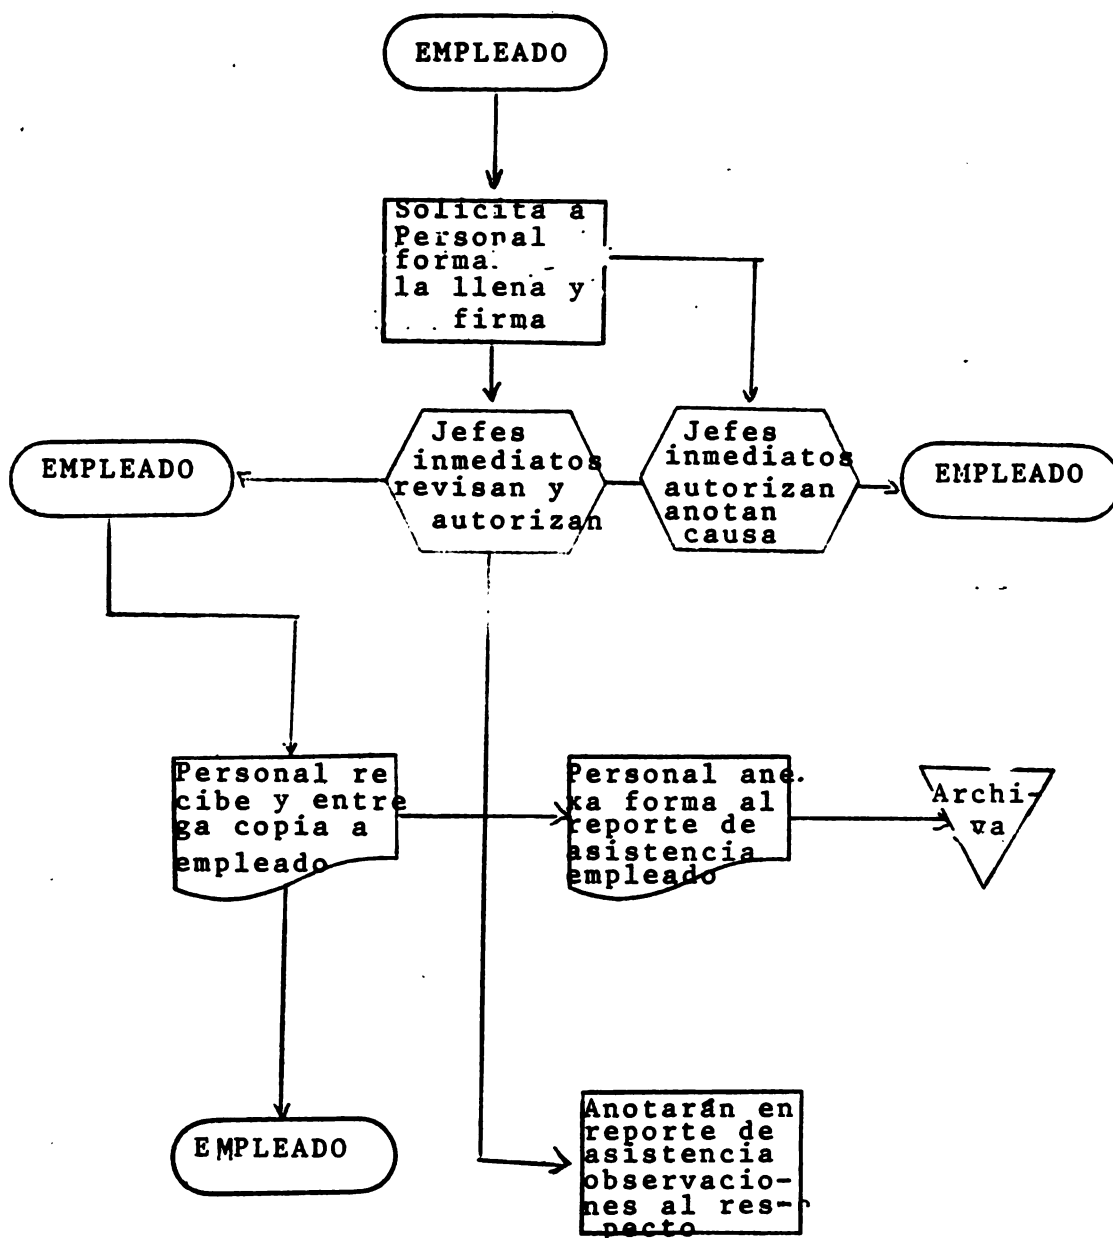 EMPLEADO
Solicita a
Personal
forma.
la llena y
firma
Jefes
inmediatos
revisan y
autorizan
Jefes
inmediatos
autorizan
anotan
causa
EMPLEADO
EMPLEADO
Personal re
cibe y entre
ga copia a
empleado
Personal ane.
xa forma al
reporte de
asistencia
empleado
Archi-
va
EMPLEADO
Anotarán en
reporte de
asistencia
observacio-
nes al res-
pecto